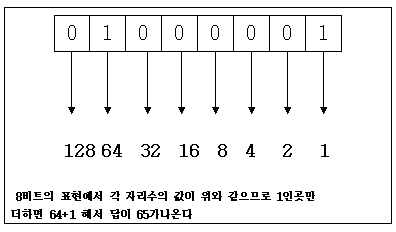 0 1 0 0 0 0 0 1
128 64 32 16 8 4 2 1
8비트의 표현에서 각 자리수의 값이 위와 같으므로 1인곳만
더하면 64+1 해서 답이 65가나온다